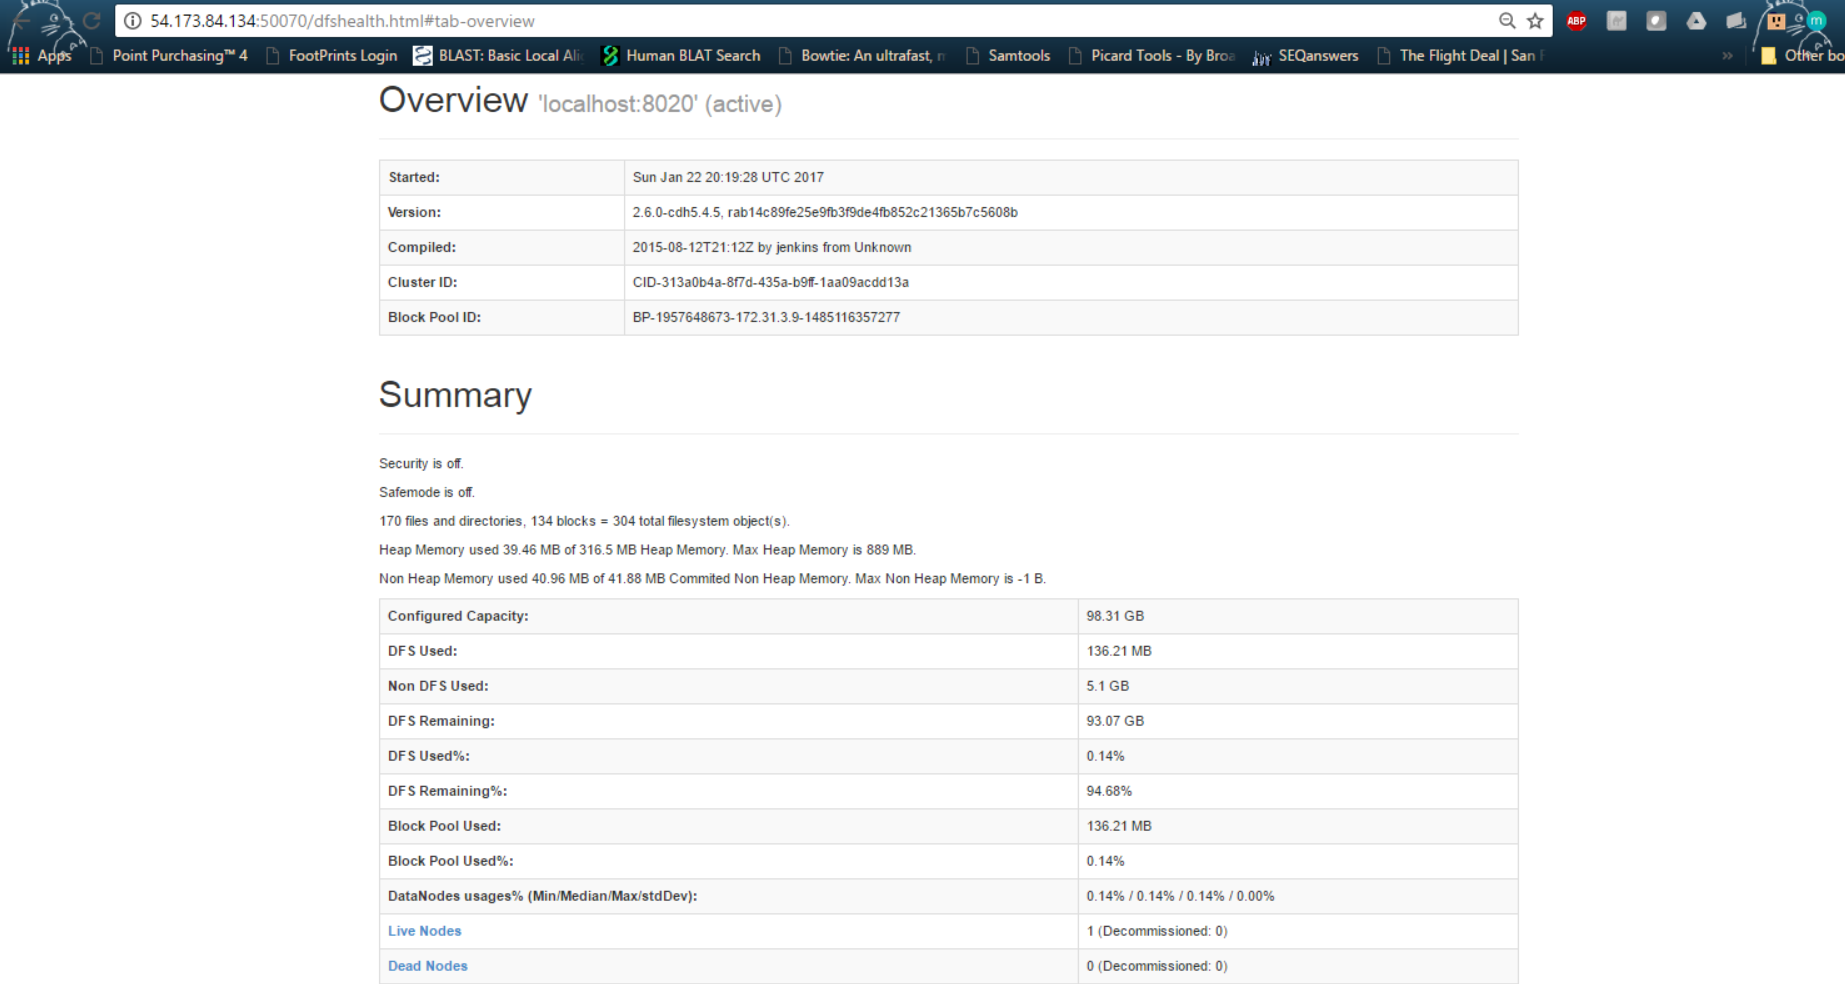 54.173.84.134:50070/dfshealth.html#tab-overview
ABP
m
Apps Point Purchasing™ 4 FootPrints Login BLAST: Basic Local Ali Human BLAT Search Bowtie: An ultrafast, Samtools Picard Tools - By Broa SEQanswers The Flight Deal | San F » Other bo
Overview 'localhost:8020' (active)
Started: Sun Jan 22 20:19:28 UTC 2017
Version: 2.6.0-cdh5.4.5, rab14c89fe25e9fb3f9de4fb852c21365b7c5608b
Compiled: 2015-08-12T21:12Z by jenkins from Unknown
Cluster ID: CID-313a0b4a-8f7d-435a-b9ff-1aa09acdd13a
Block Pool ID: BP-1957648673-172.31.3.9-1485116357277
Summary
Security is off.
Safemode is off.
170 files and directories, 134 blocks = 304 total filesystem object(s).
Heap Memory used 39.46 MB of 316.5 MB Heap Memory. Max Heap Memory is 889 MB.
Non Heap Memory used 40.96 MB of 41.88 MB Commited Non Heap Memory. Max Non Heap Memory is -1 B.
Configured Capacity: 98.31 GB
DFS Used: 136.21 MB
Non DFS Used: 5.1 GB
DFS Remaining: 93.07 GB
DFS Used%: 0.14%
DFS Remaining%: 94.68%
Block Pool Used: 136.21 MB
Block Pool Used%: 0.14%
DataNodes usages% (Min/Median/Max/stdDev): 0.14% / 0.14% / 0.14% / 0.00%
Live Nodes 1 (Decommissioned: 0)
Dead Nodes 0 (Decommissioned: 0)